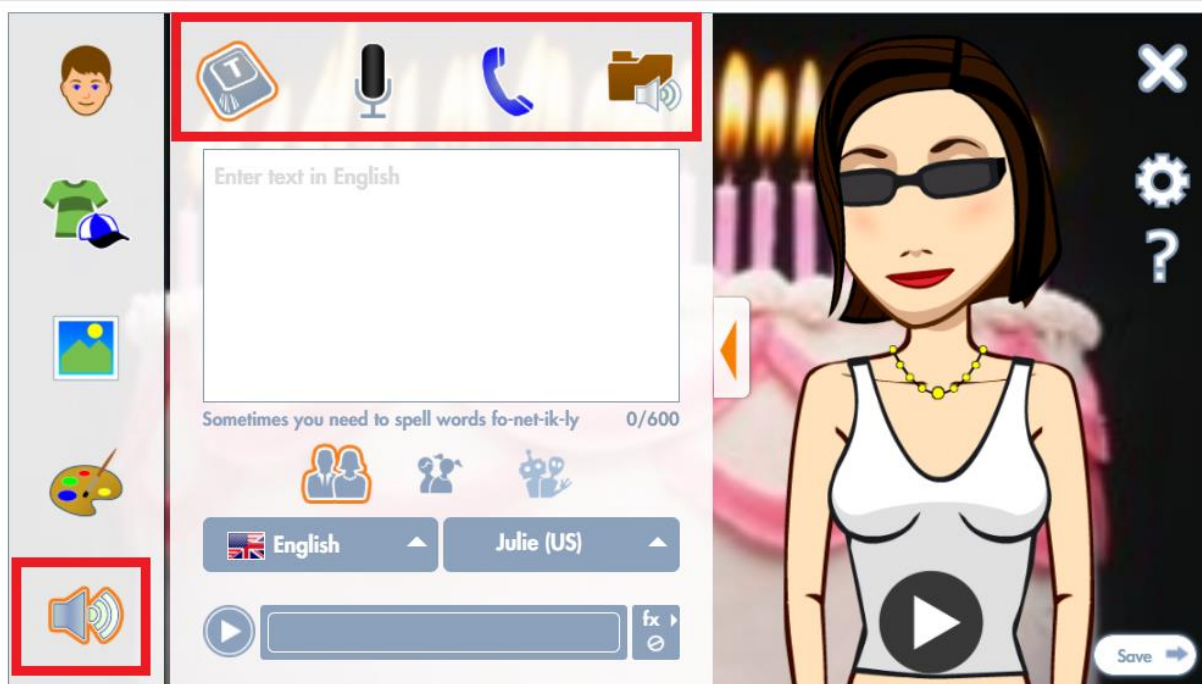 T
Enter text in English
Sometimes you need to spell words fo-net-ik-ly 0/600
English Julie (US)
fx
?
Save